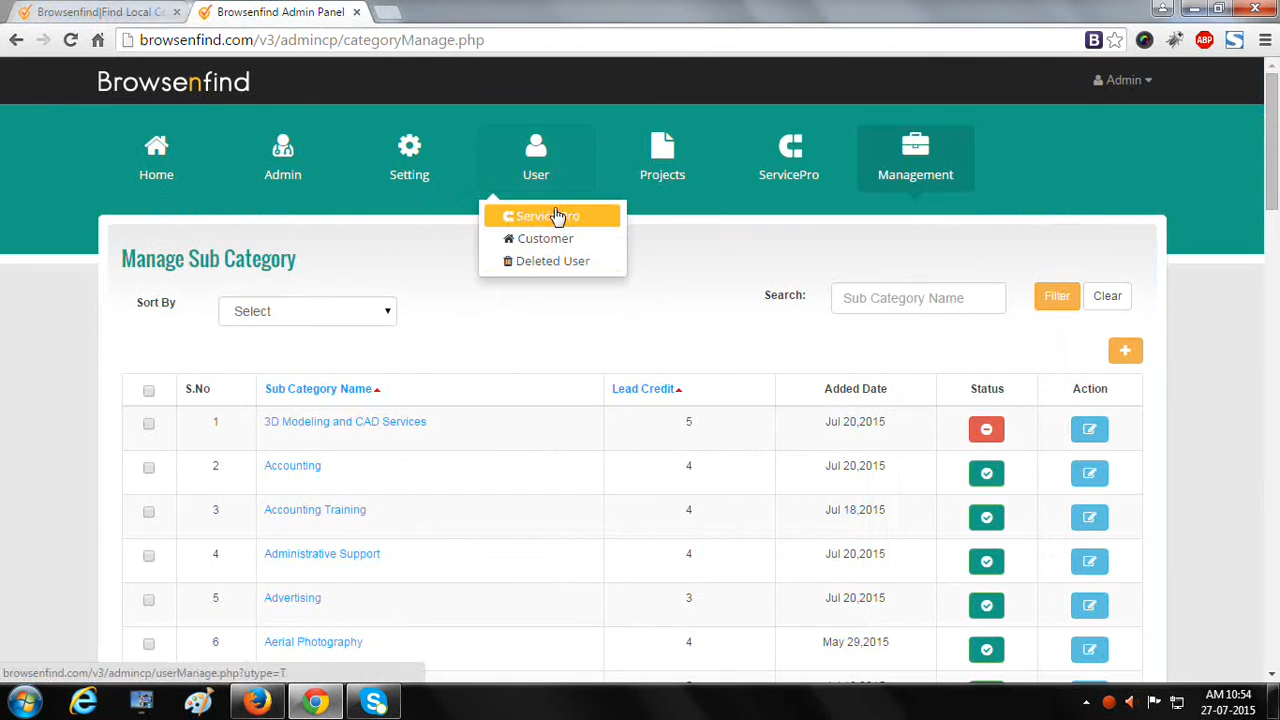 Browsenfind|Find Local C
Browsenfind Admin Panel
browsenfind.com/v3/admincp/categoryManage.php
Browsenfind
Admin
Home
Admin
Setting
User
Projects
ServicePro
Management
ServicePro
Customer
Deleted User
Manage Sub Category
Sort By
Select
Search:
Sub Category Name
Filter
Clear
S.No Sub Category Name Lead Credit Added Date Status Action
1 3D Modeling and CAD Services 5 Jul 20,2015
2 Accounting 4 Jul 20,2015
3 Accounting Training 4 Jul 18,2015
4 Administrative Support 4 Jul 20,2015
5 Advertising 3 Jul 20,2015
6 Aerial Photography 4 May 29,2015
browsenfind.com/v3/admincp/userManage.php?utype=T
AM 10:54
27-07-2015